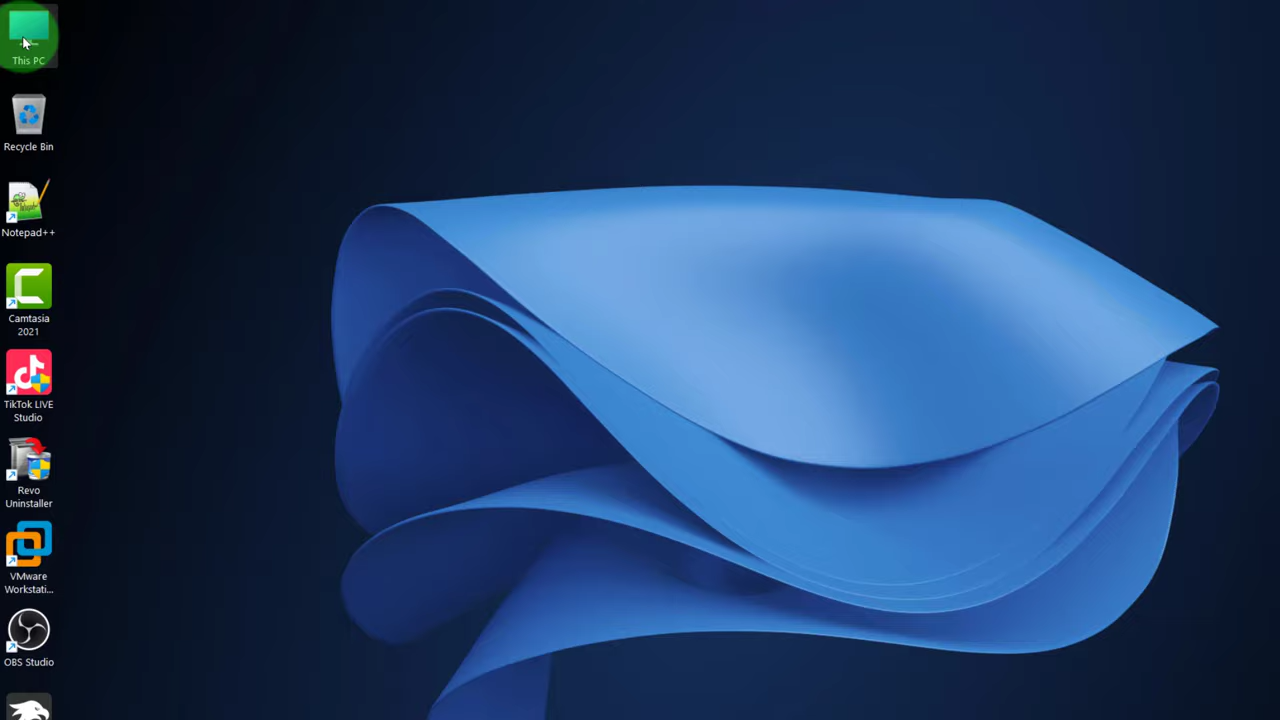 This PC
Recycle Bin
Notepad++
Camtasia
2021
TikTok LIVE
Studio
Revo
Uninstaller
VMware
Workstati...
OBS Studio